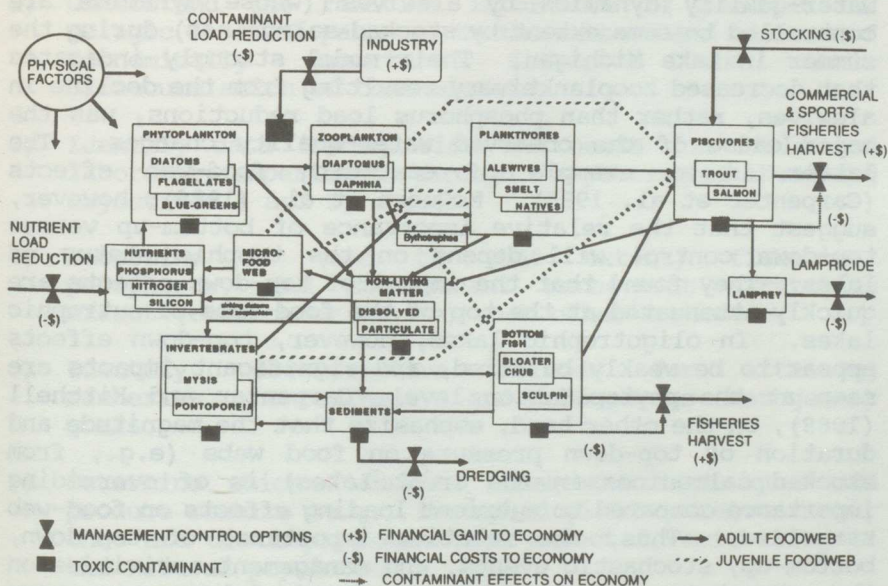 CONTAMINANT
LOAD REDUCTION
(-$)
INDUSTRY
(+$)
STOCKING (-$)
PHYSICAL
FACTORS
COMMERCIAL
& SPORTS
FISHERIES
HARVEST (+$)
(-$)
PHYTOPLANKTON
DIATOMS
FLAGELLATES
BLUE-GREENS
ZOOPLANKTON
DIAPTOMUS
DAPHNIA
PLANKTIVORES
ALEWIVES
SMELT
NATIVES
Bythotrephes
PISCIVORES
TROUT
SALMON
NUTRIENT
LOAD
REDUCTION
(-$)
NUTRIENTS
PHOSPHORUS
NITROGEN
SILICON
MICRO-
FOOD
WEB
sinking diatoms
and zooplankton
NON-LIVING
MATTER
DISSOLVED
PARTICULATE
LAMPREY
LAMPRICIDE
(-$)
INVERTEBRATES
MYSIS
PONTOPOREIA
SEDIMENTS
BOTTOM
FISH
BLOATER
CHUB
SCULPIN
FISHERIES
HARVEST
(+$)
(-$)
DREDGING
(-$)
MANAGEMENT CONTROL OPTIONS
TOXIC CONTAMINANT
(+$) FINANCIAL GAIN TO ECONOMY
(-$) FINANCIAL COSTS TO ECONOMY
CONTAMINANT EFFECTS ON ECONOMY
ADULT FOODWEB
JUVENILE FOODWEB